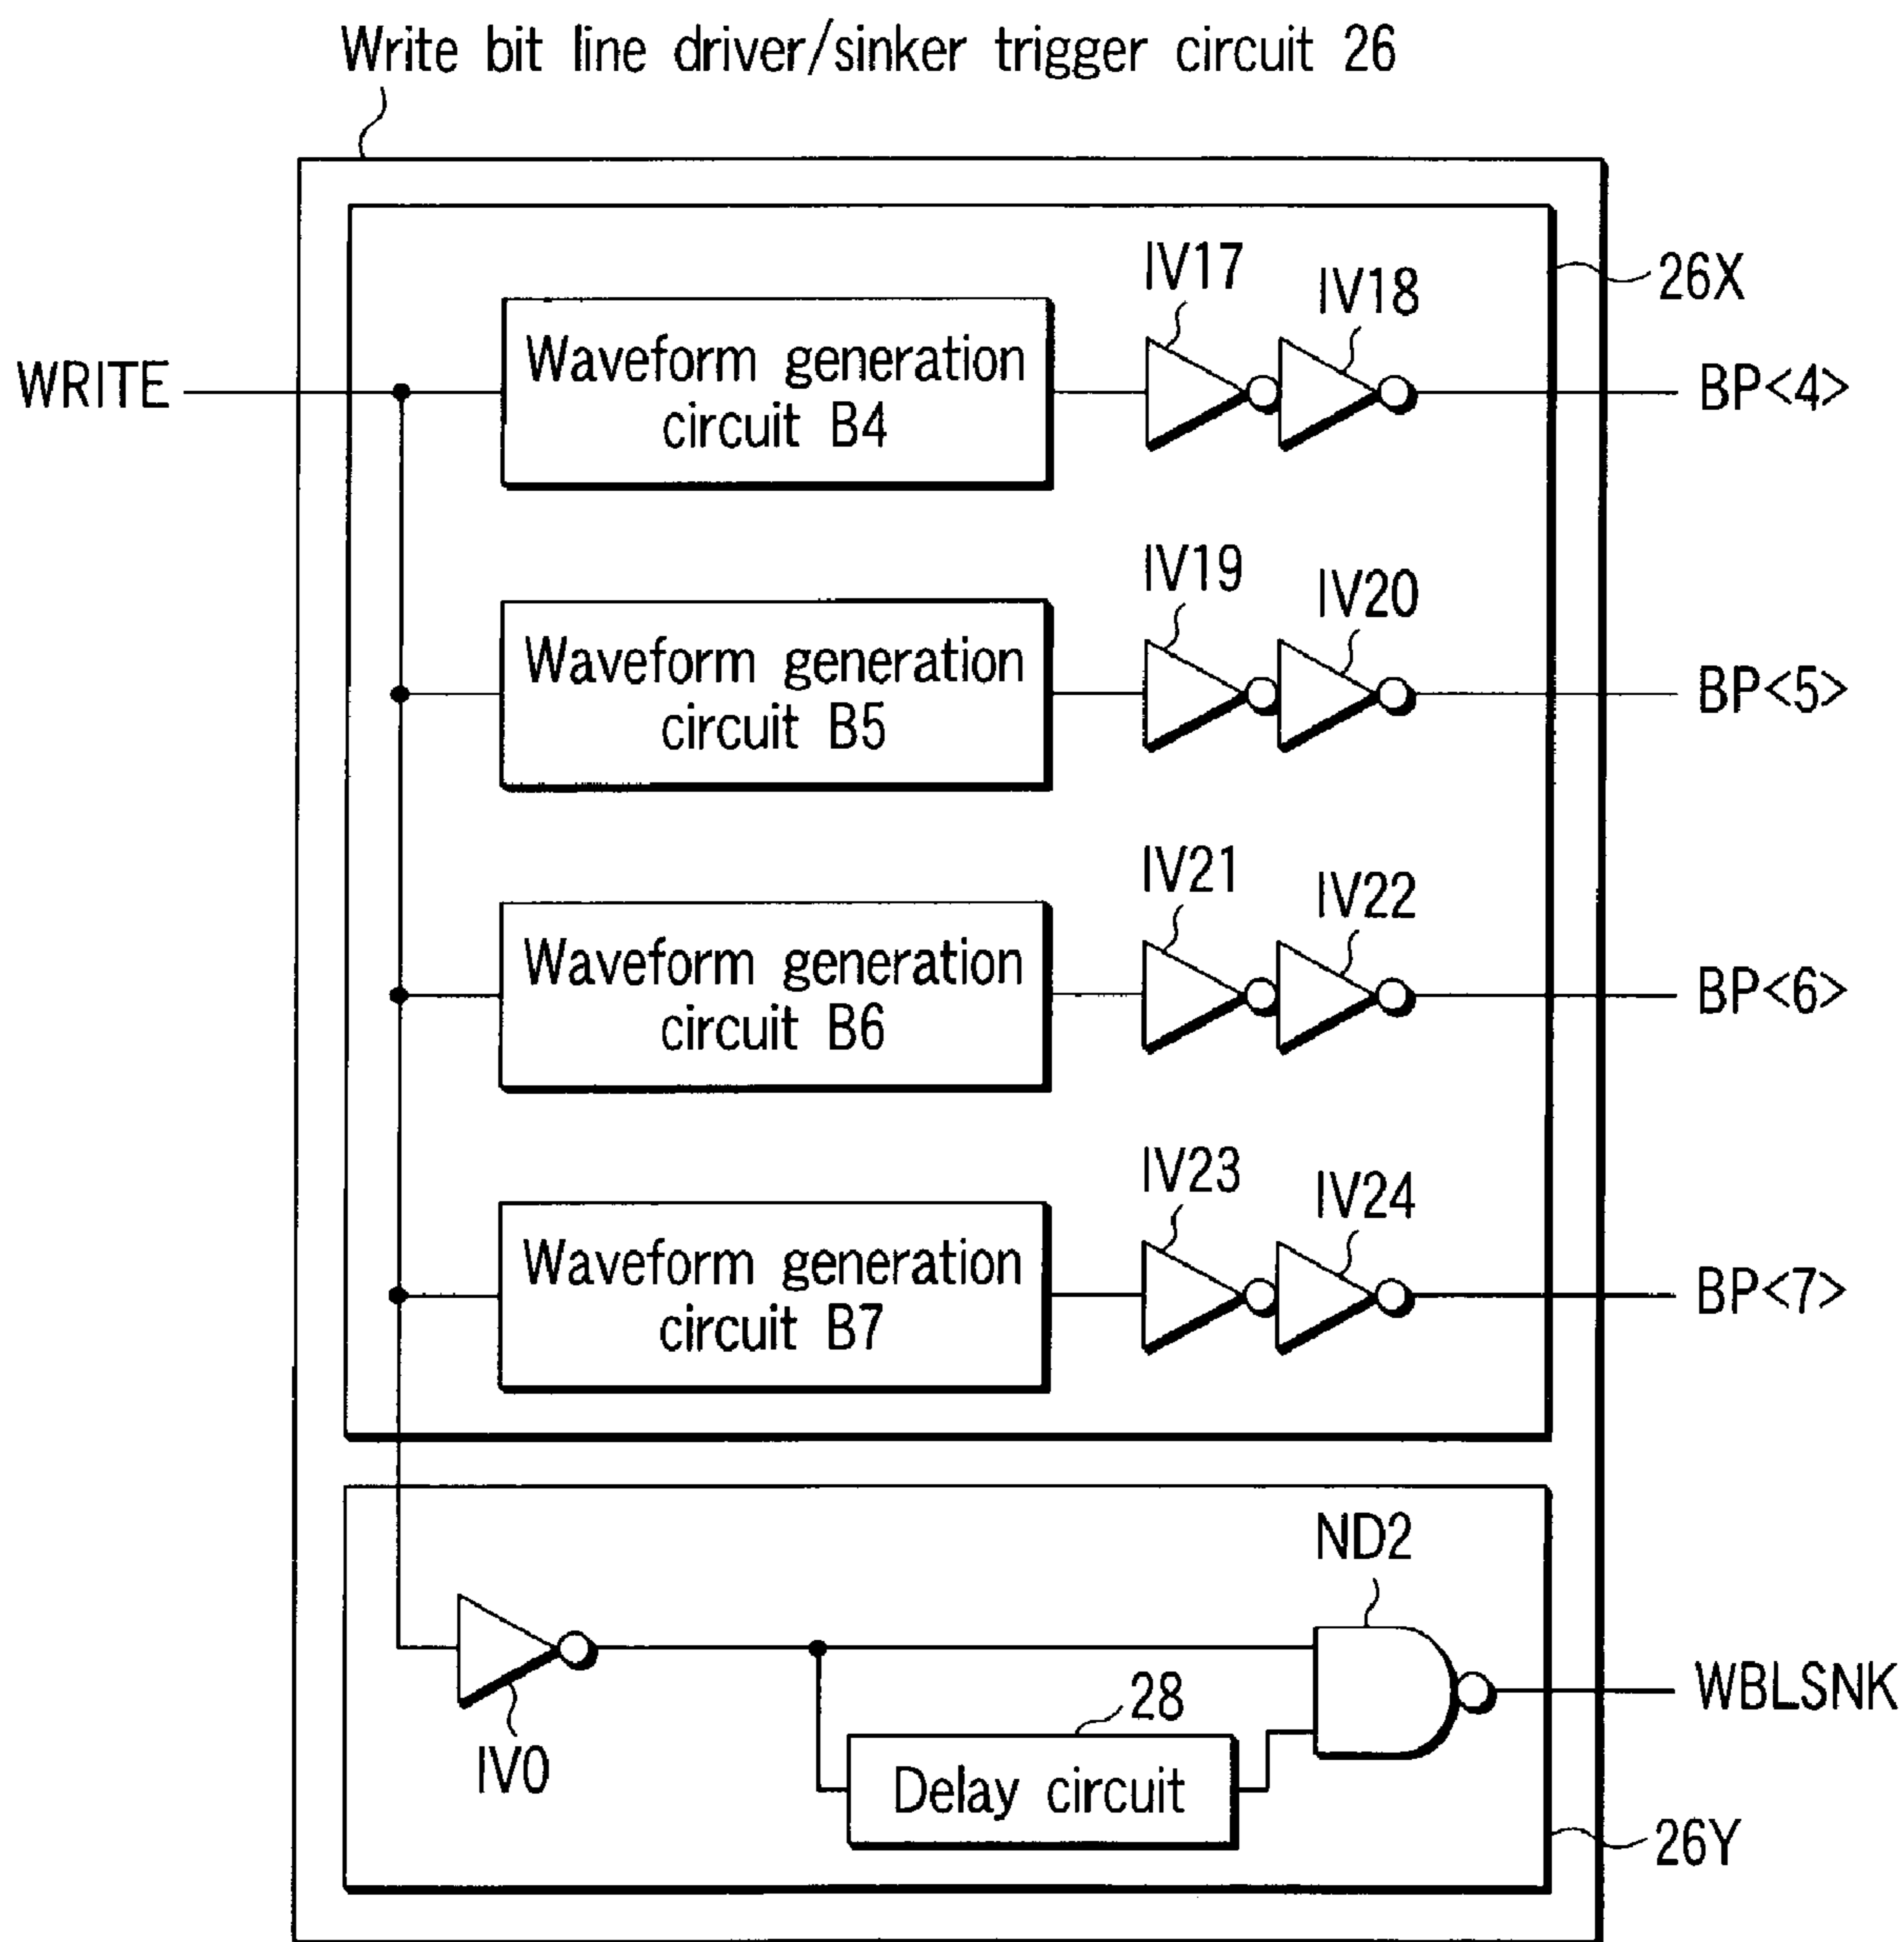 Write bit line driver/sinker trigger circuit 26
26X
IV17
IV18
WRITE
Waveform generation
circuit B4
BP<4>
IV19
IV20
Waveform generation
circuit B5
BP<5>
IV21
IV22
Waveform generation
circuit B6
BP<6>
IV23
IV24
Waveform generation
circuit B7
BP<7>
ND2
IV0
28
Delay circuit
WBLSNK
26Y